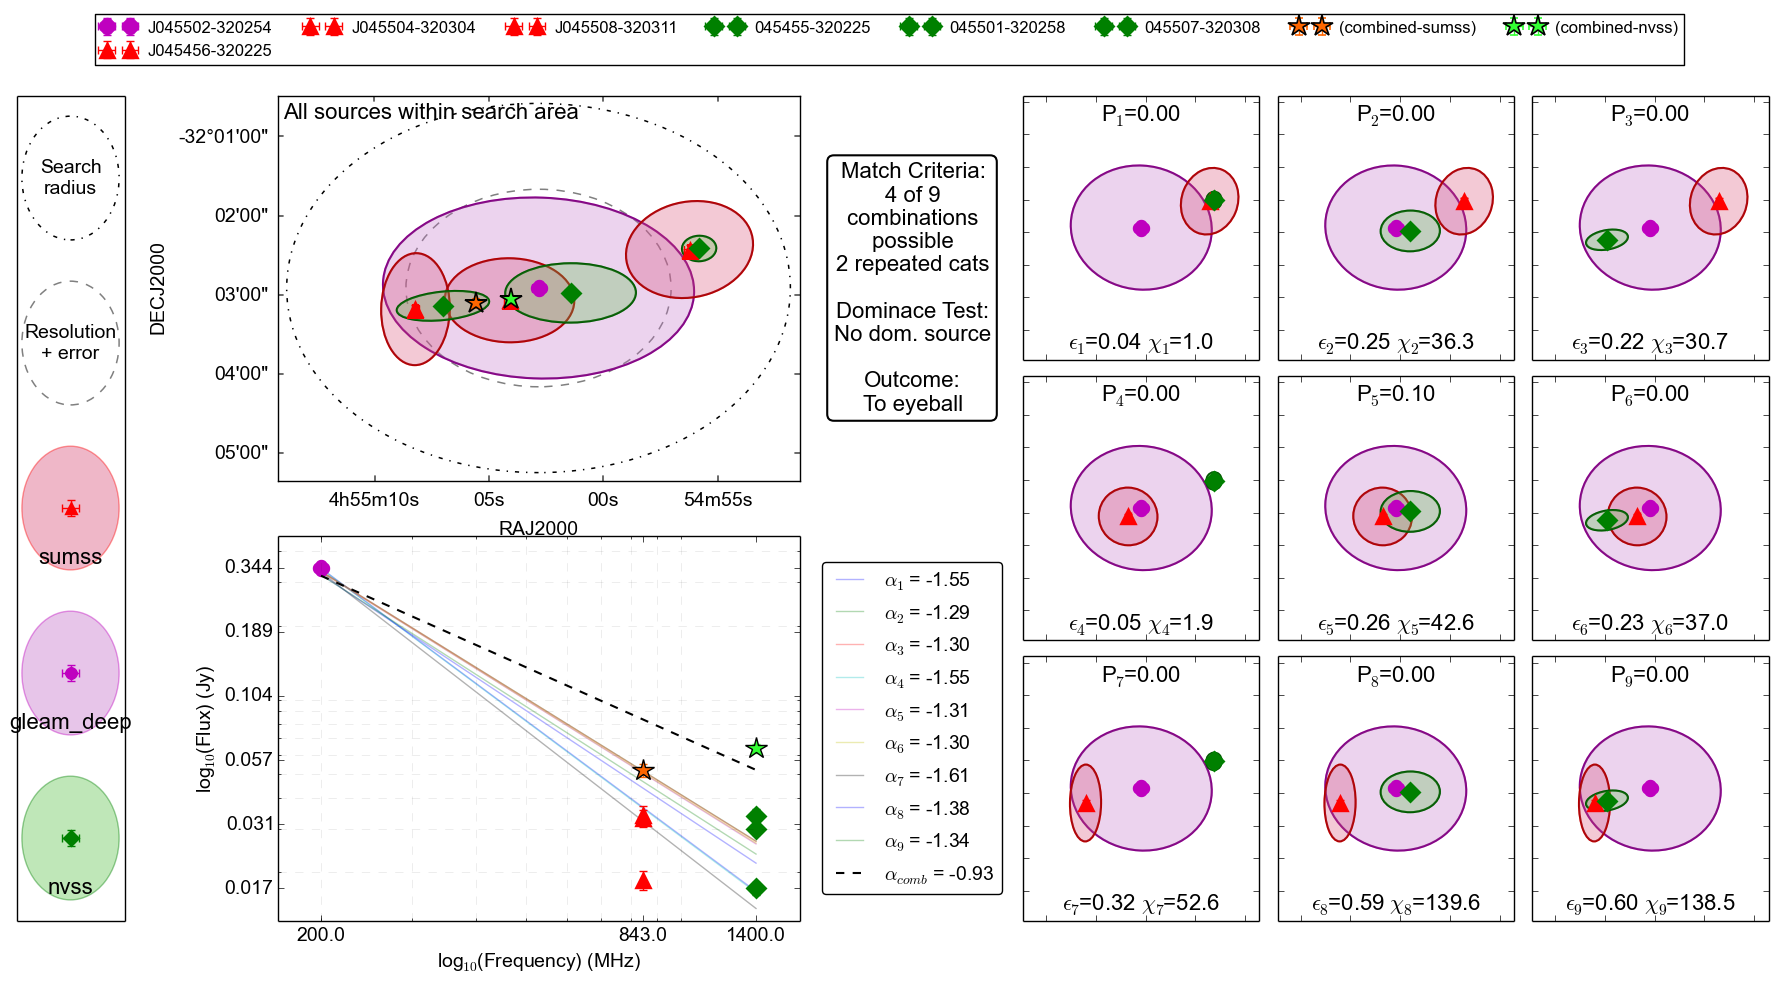 J045502-320254 J045504-320304 J045508-320311 045455-320225 045501-320258 045507-320308 (combined-sumss) (combined-nvss)
J045456-320225
Search
radius
Resolution
+ error
sumss
gleam_deep
nvss
All sources within search area
DECJ2000
-32°01'00"
02'00"
03'00"
04'00"
05'00"
4h55m10s 05s 00s 54m55s
RAJ2000
Match Criteria:
4 of 9
combinations
possible
2 repeated cats
Dominace Test:
No dom. source
Outcome:
To eyeball
log10(Flux) (Jy)
0.344
0.189
0.104
0.057
0.031
0.017
200.0 843.0 1400.0
log10(Frequency) (MHz)
α1 = -1.55
α2 = -1.29
α3 = -1.30
α4 = -1.55
α5 = -1.31
α6 = -1.30
α7 = -1.61
α8 = -1.38
α9 = -1.34
αcomb = -0.93
P1=0.00
ϵ1=0.04 χ1=1.0
P2=0.00
ϵ2=0.25 χ2=36.3
P3=0.00
ϵ3=0.22 χ3=30.7
P4=0.00
ϵ4=0.05 χ4=1.9
P5=0.10
ϵ5=0.26 χ5=42.6
P6=0.00
ϵ6=0.23 χ6=37.0
P7=0.00
ϵ7=0.32 χ7=52.6
P8=0.00
ϵ8=0.59 χ8=139.6
P9=0.00
ϵ9=0.60 χ9=138.5